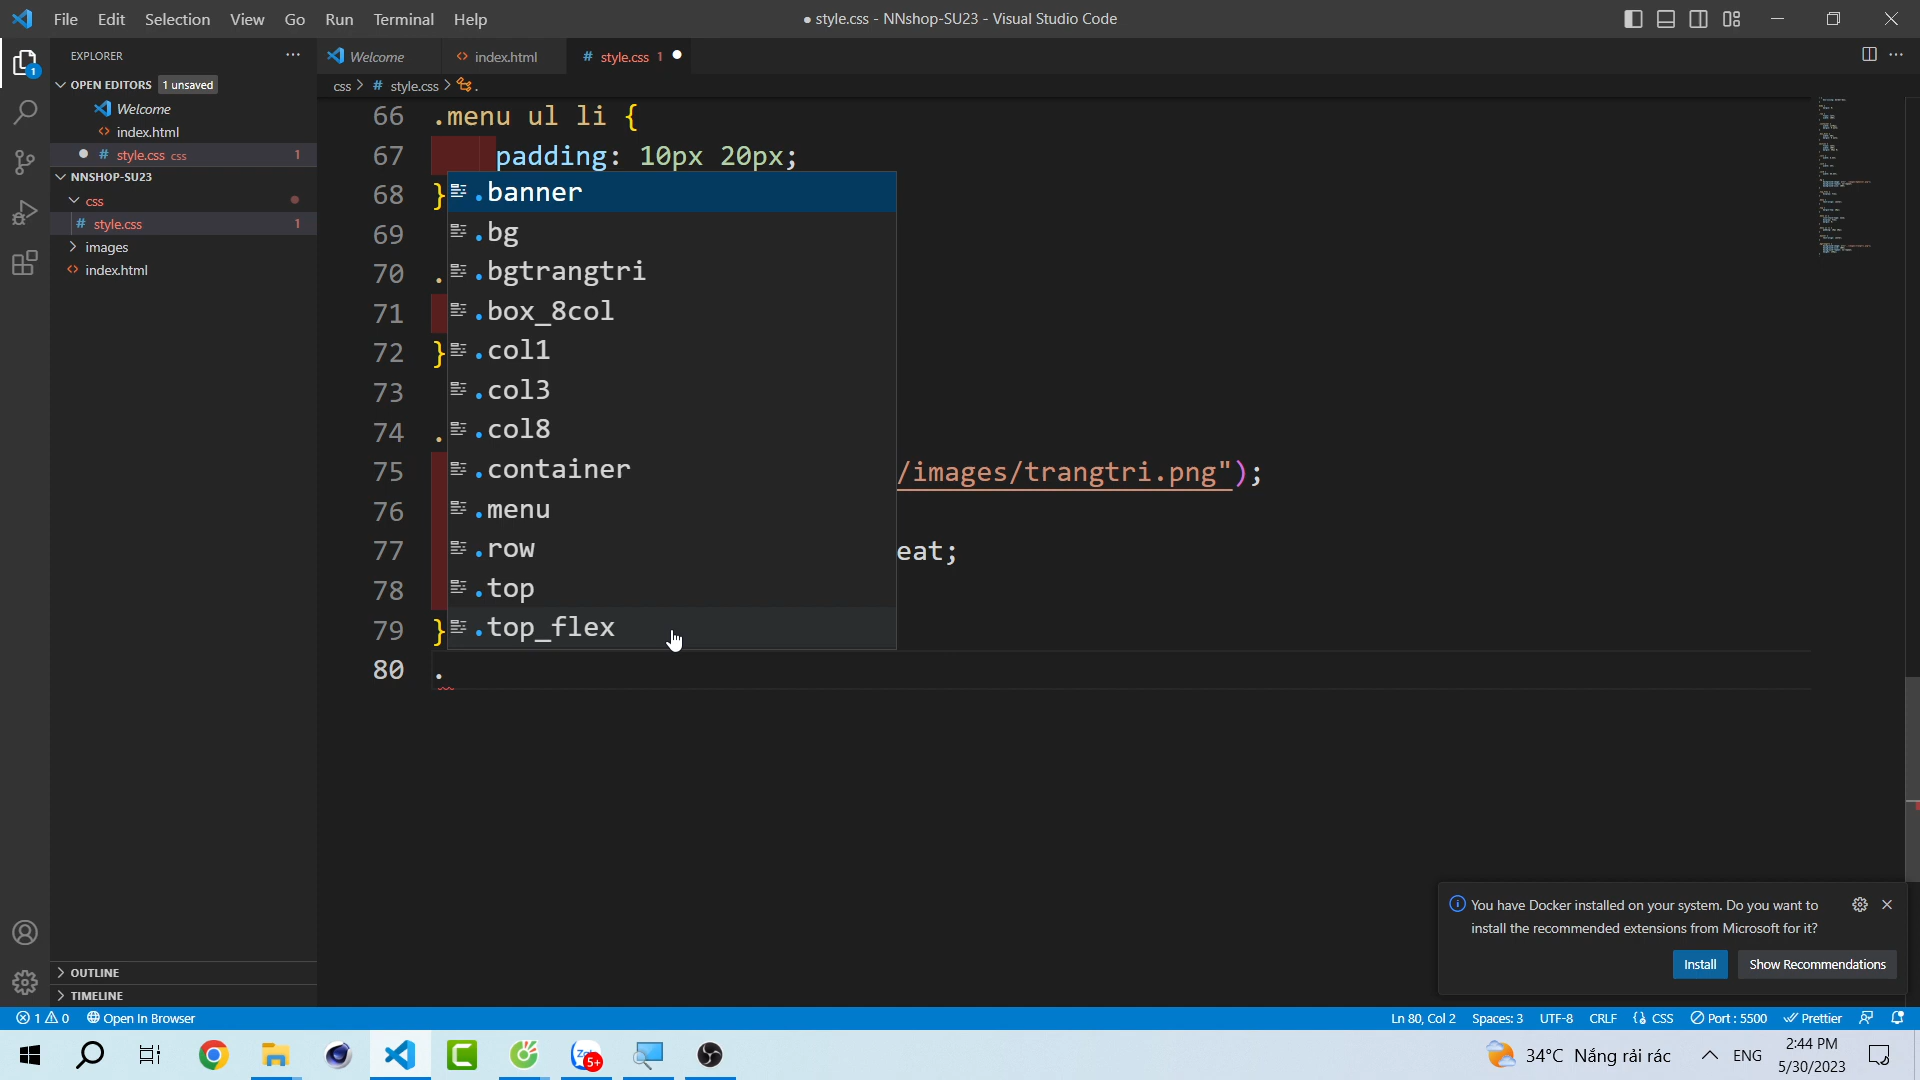 File Edit Selection View Go Run Terminal Help
● style.css - NNshop-SU23 - Visual Studio Code
EXPLORER
OPEN EDITORS 1 unsaved
Welcome
index.html
style.css css 1
NNSHOP-SU23
css
style.css 1
images
index.html
OUTLINE
TIMELINE
Welcome index.html style.css 1
css > # style.css > .
66 .menu ul li {
67 padding: 10px 20px;
68 }
69
70 .
71
72 }
73
74 .
75 /images/trangtri.png");
76
77 eat;
78
79 }
80 .
.banner
.bg
.bgtrangtri
.box_8col
.col1
.col3
.col8
.container
.menu
.row
.top
.top_flex
You have Docker installed on your system. Do you want to
install the recommended extensions from Microsoft for it?
Install Show Recommendations
1 0 Open In Browser
Ln 80, Col 2 Spaces: 3 UTF-8 CRLF {} CSS Port : 5500 Prettier
1
5+
34°C Nắng rải rác ENG
2:44 PM
5/30/2023